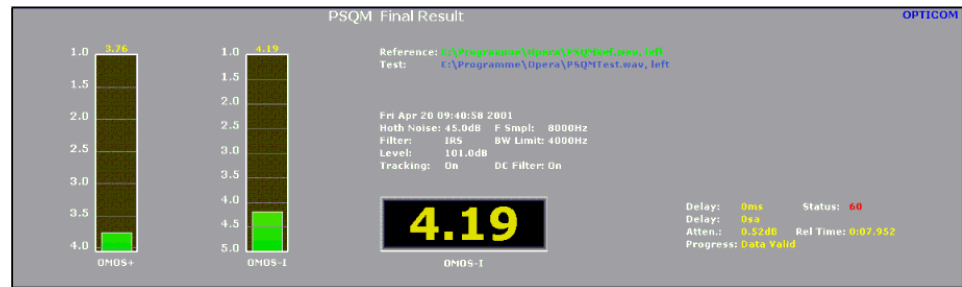 PSQM Final Result
OPTICOM
3.76
1.0
1.5
2.0
2.5
3.0
3.5
4.0
OMOS+
4.19
1.0
1.5
2.0
2.5
3.0
3.5
4.0
4.5
5.0
OMOS-I
Reference: C:\Programme\Opera\PSQMRef.wav, left
Test: C:\Programme\Opera\PSQMTest.wav, left
Fri Apr 20 09:40:58 2001
Hoth Noise: 45.0dB F Smpl: 8000Hz
Filter: IRS BW Limit: 4000Hz
Level: 101.0dB
Tracking: On DC Filter: On
4.19
OMOS-I
Delay: 0ms Status: 60
Delay: 0sa
Atten.: 0.52dB Rel Time: 0:07.952
Progress: Data Valid